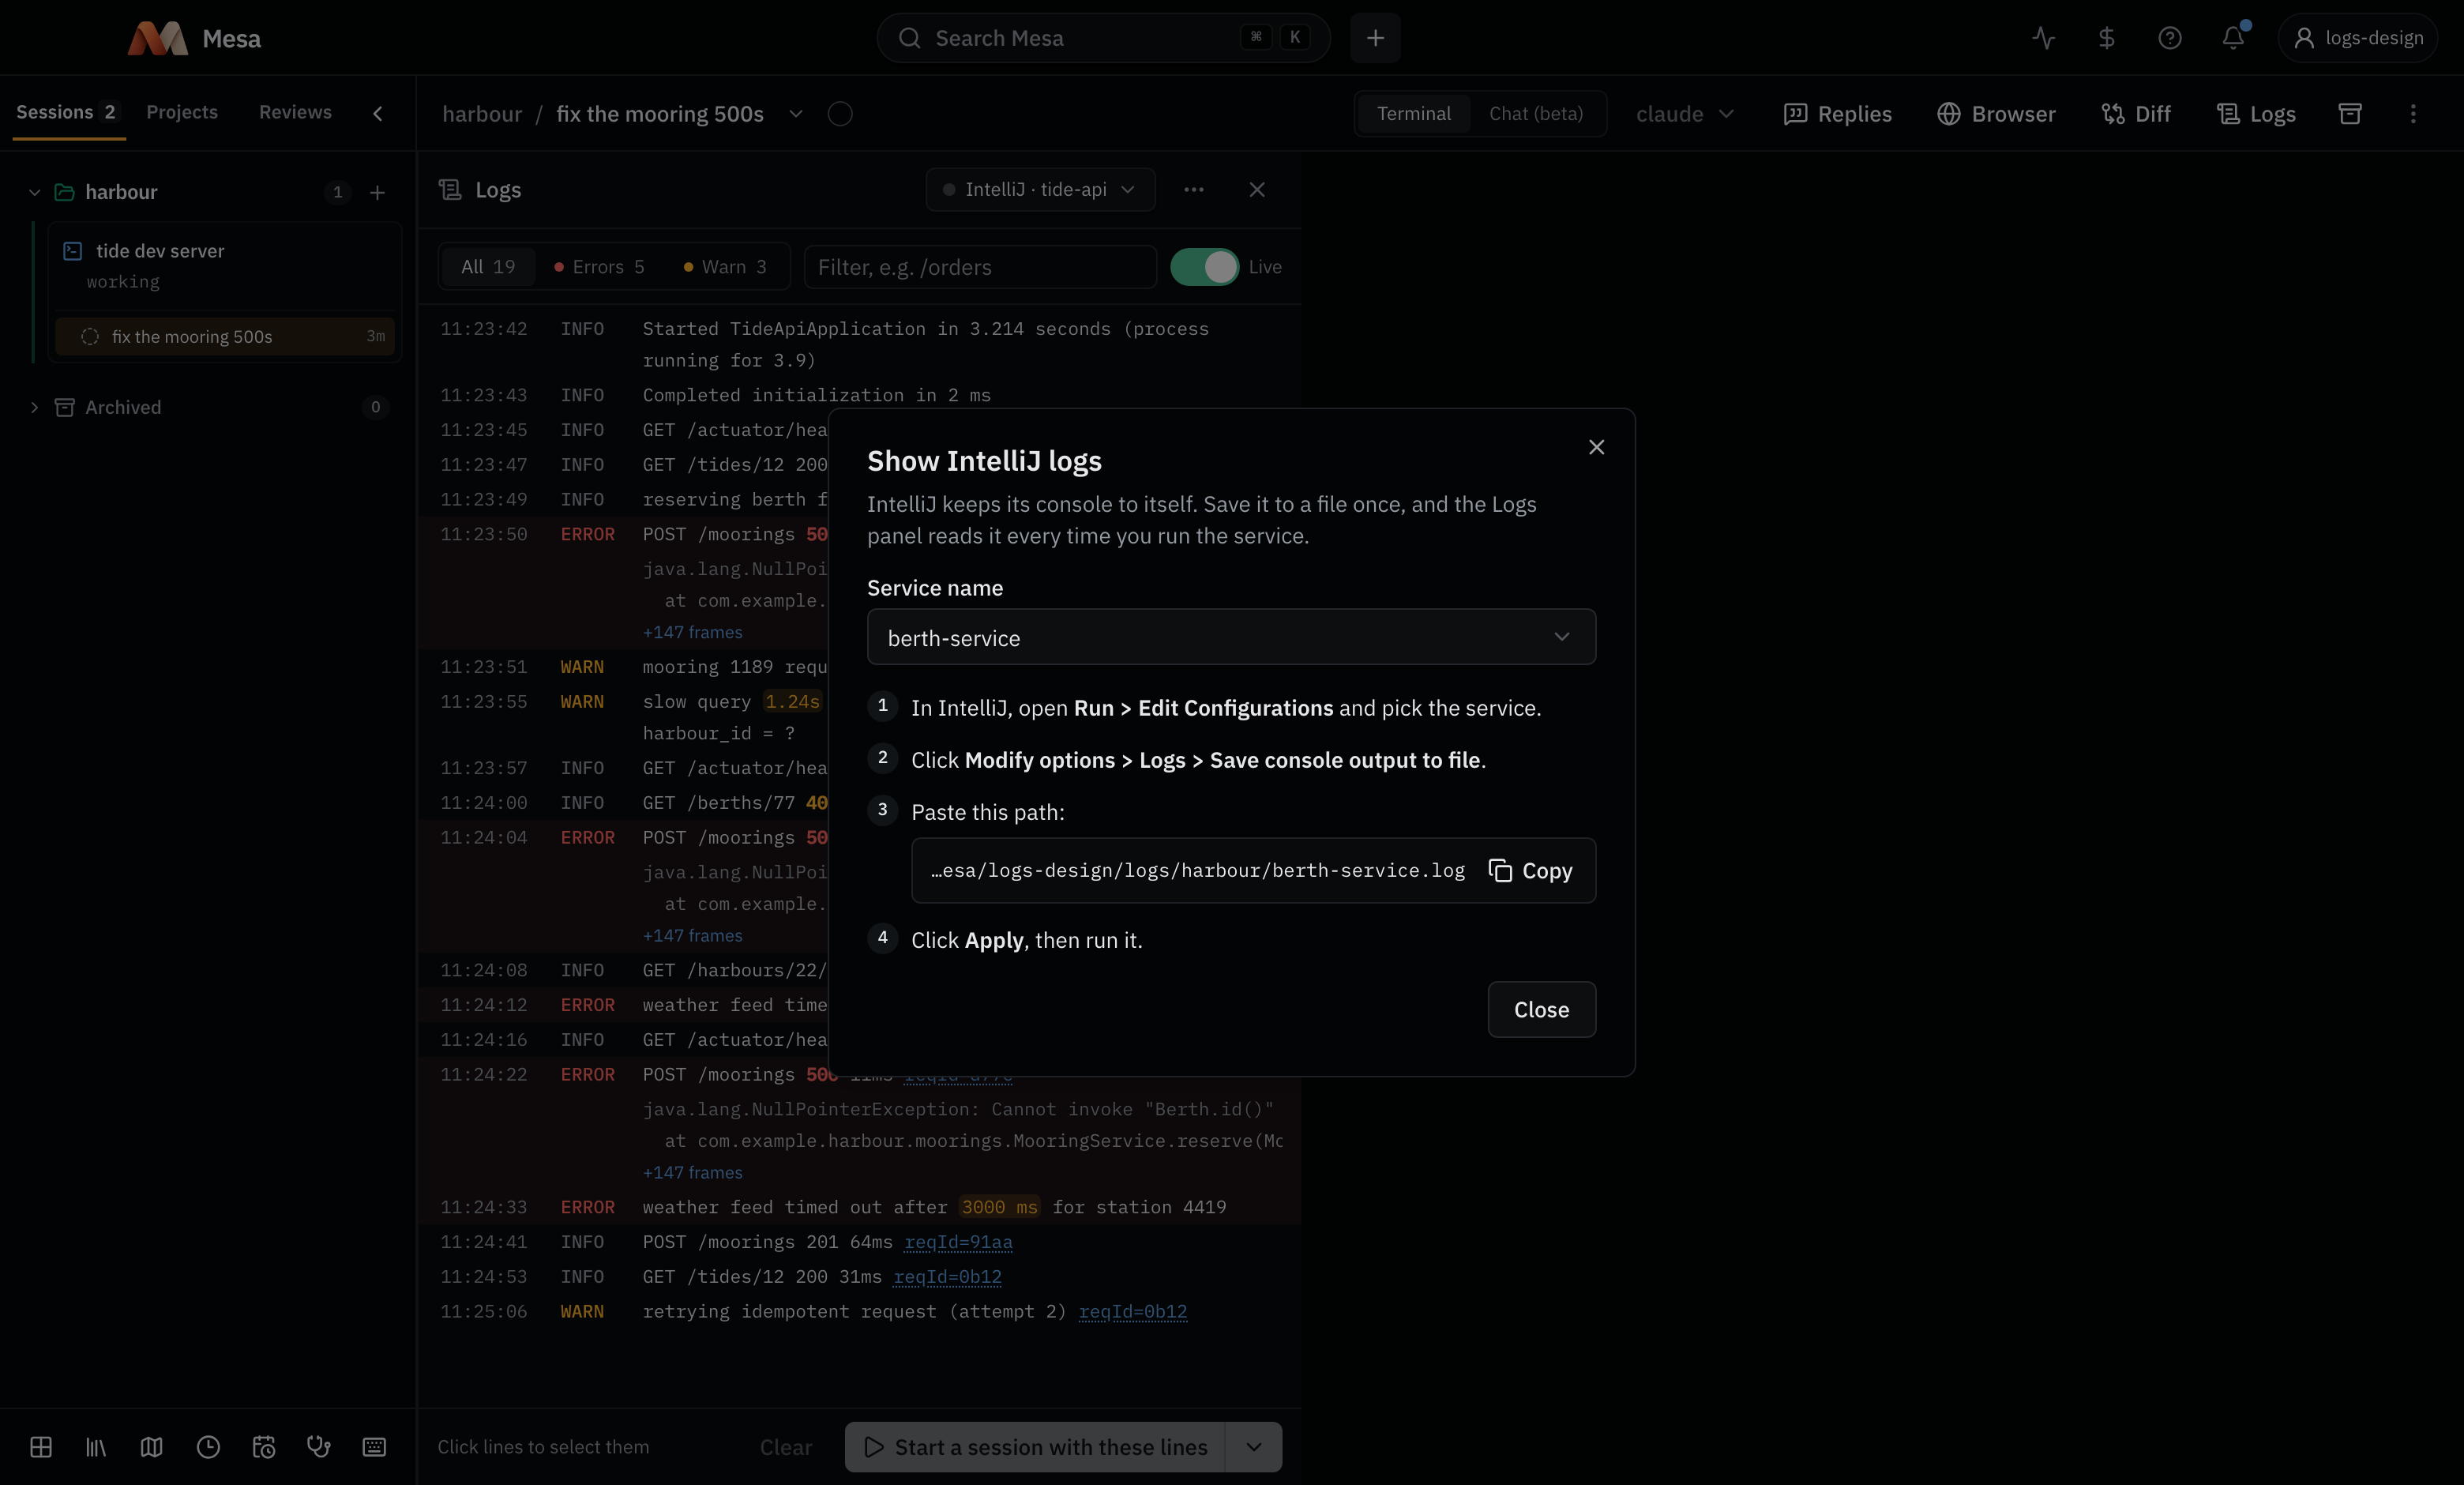 Mesa
Search Mesa
⌘ K
logs-design
Sessions 2 Projects Reviews
harbour / fix the mooring 500s
Terminal Chat (beta) claude Replies Browser Diff Logs
harbour 1
tide dev server
working
fix the mooring 500s 3m
Archived 0
Logs IntelliJ · tide-api
All 19 Errors 5 Warn 3 Filter, e.g. /orders Live
11:23:42 INFO Started TideApiApplication in 3.214 seconds (process
running for 3.9)
11:23:43 INFO Completed initialization in 2 ms
11:23:45 INFO GET /actuator/hea
11:23:47 INFO GET /tides/12 200
11:23:49 INFO reserving berth f
11:23:50 ERROR POST /moorings 50
java.lang.NullPoi
at com.example.
+147 frames
11:23:51 WARN mooring 1189 requ
11:23:55 WARN slow query 1.24s
harbour_id = ?
11:23:57 INFO GET /actuator/hea
11:24:00 INFO GET /berths/77 40
11:24:04 ERROR POST /moorings 50
java.lang.NullPoi
at com.example.
+147 frames
11:24:08 INFO GET /harbours/22/
11:24:12 ERROR weather feed time
11:24:16 INFO GET /actuator/hea
11:24:22 ERROR POST /moorings 500
java.lang.NullPointerException: Cannot invoke "Berth.id()"
at com.example.harbour.moorings.MooringService.reserve(Mo
+147 frames
11:24:33 ERROR weather feed timed out after 3000 ms for station 4419
11:24:41 INFO POST /moorings 201 64ms reqId=91aa
11:24:53 INFO GET /tides/12 200 31ms reqId=0b12
11:25:06 WARN retrying idempotent request (attempt 2) reqId=0b12
Click lines to select them Clear Start a session with these lines
Show IntelliJ logs
IntelliJ keeps its console to itself. Save it to a file once, and the Logs
panel reads it every time you run the service.
Service name
berth-service
1 In IntelliJ, open Run > Edit Configurations and pick the service.
2 Click Modify options > Logs > Save console output to file.
3 Paste this path:
…esa/logs-design/logs/harbour/berth-service.log Copy
4 Click Apply, then run it.
Close